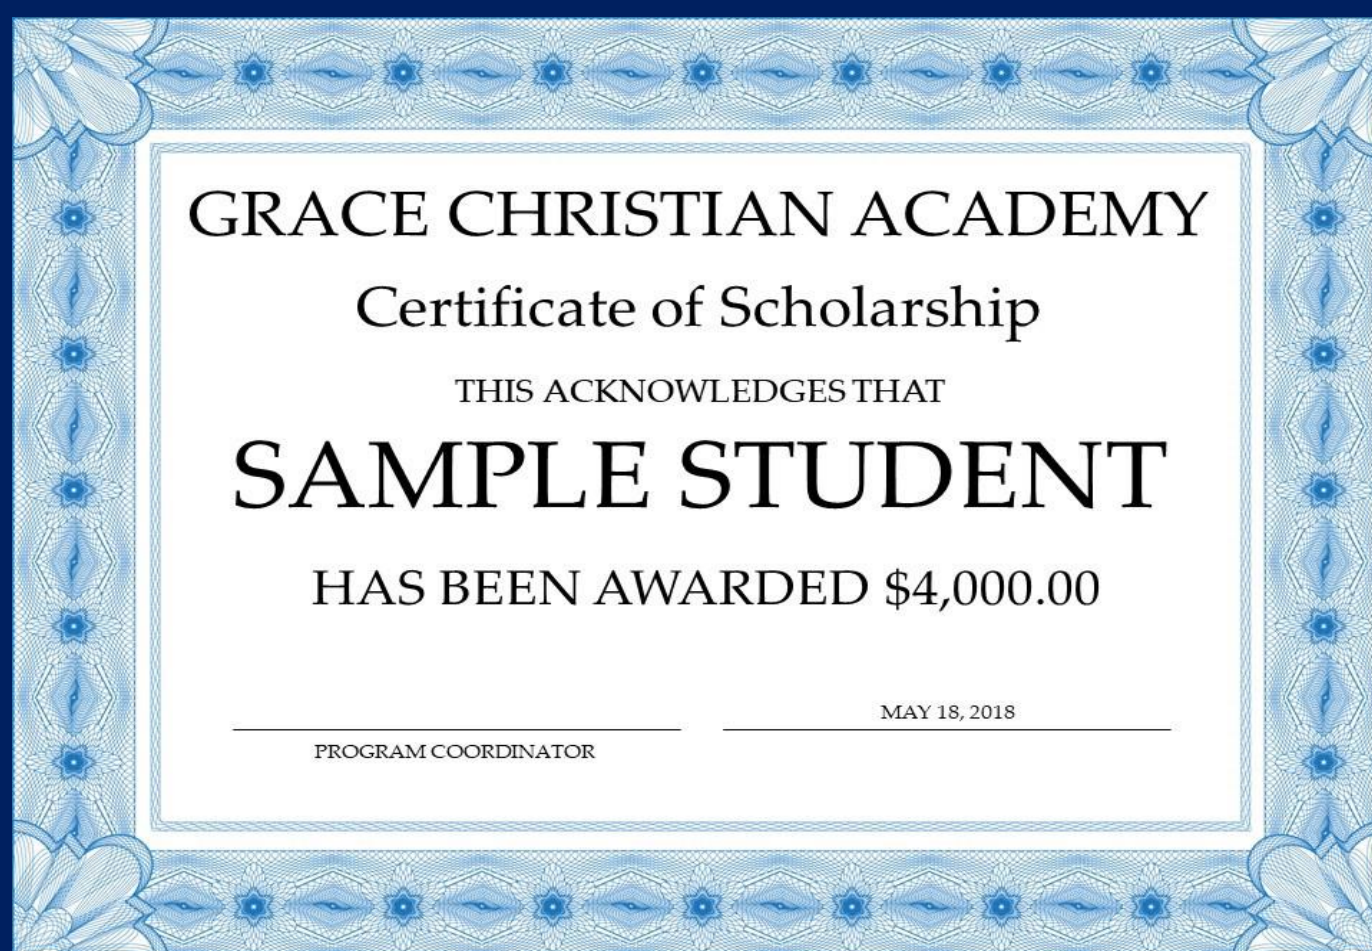 GRACE CHRISTIAN ACADEMY
Certificate of Scholarship
THIS ACKNOWLEDGES THAT
SAMPLE STUDENT
HAS BEEN AWARDED $4,000.00
MAY 18, 2018
PROGRAM COORDINATOR